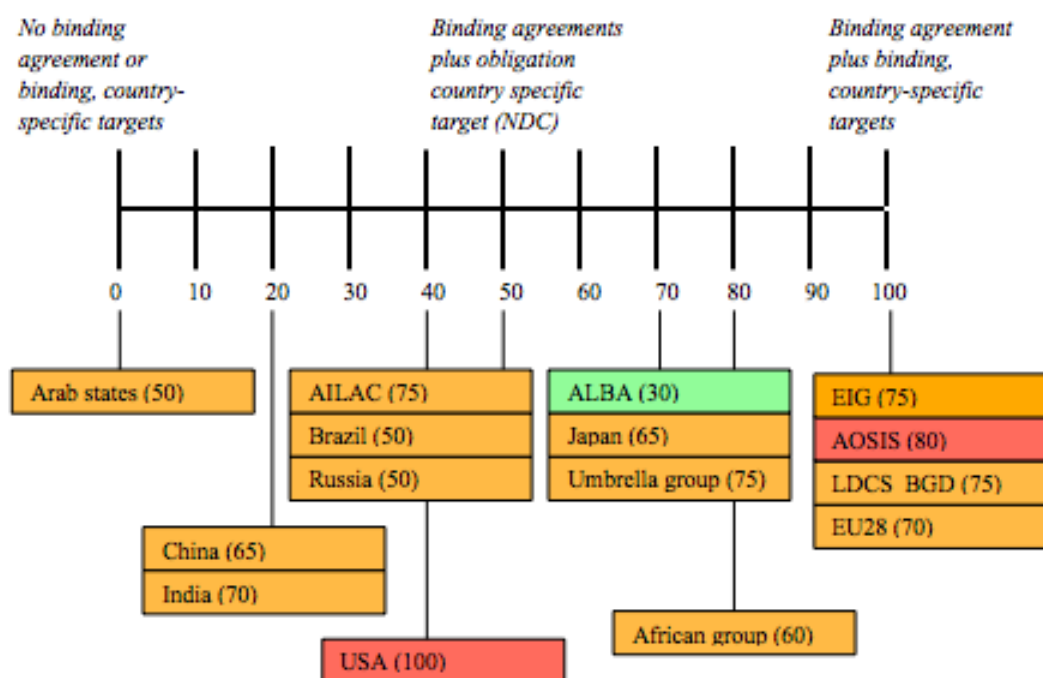 No binding
agreement or
binding, country-
specific targets
Binding agreements
plus obligation
country specific
target (NDC)
Binding agreement
plus binding,
country-specific
targets
0 10 20 30 40 50 60 70 80 90 100
Arab states (50)
AILAC (75)
Brazil (50)
Russia (50)
ALBA (30)
Japan (65)
Umbrella group (75)
EIG (75)
AOSIS (80)
LDCS BGD (75)
EU28 (70)
China (65)
India (70)
African group (60)
USA (100)